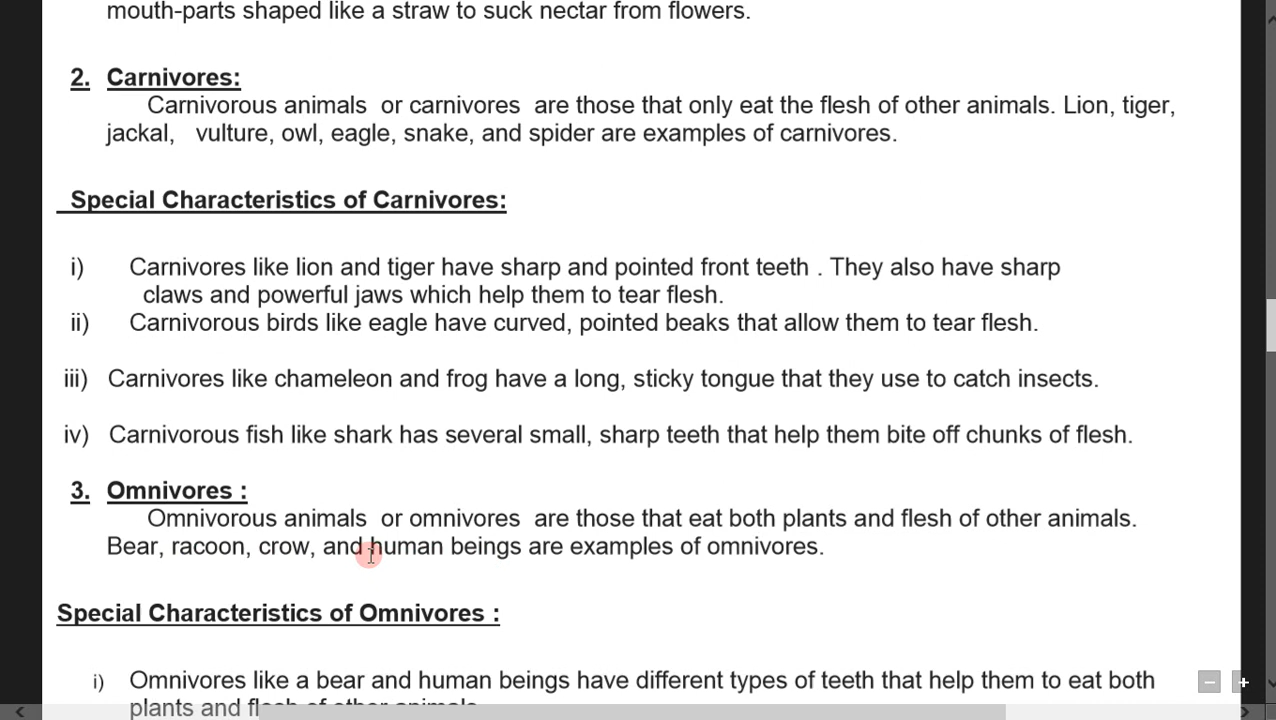 mouth-parts shaped like a straw to suck nectar from flowers.
2. Carnivores:
Carnivorous animals or carnivores are those that only eat the flesh of other animals. Lion, tiger,
jackal, vulture, owl, eagle, snake, and spider are examples of carnivores.
Special Characteristics of Carnivores:
i) Carnivores like lion and tiger have sharp and pointed front teeth . They also have sharp
claws and powerful jaws which help them to tear flesh.
ii) Carnivorous birds like eagle have curved, pointed beaks that allow them to tear flesh.
iii) Carnivores like chameleon and frog have a long, sticky tongue that they use to catch insects.
iv) Carnivorous fish like shark has several small, sharp teeth that help them bite off chunks of flesh.
3. Omnivores :
Omnivorous animals or omnivores are those that eat both plants and flesh of other animals.
Bear, racoon, crow, and human beings are examples of omnivores.
Special Characteristics of Omnivores :
i) Omnivores like a bear and human beings have different types of teeth that help them to eat both
plants and flesh of other animals